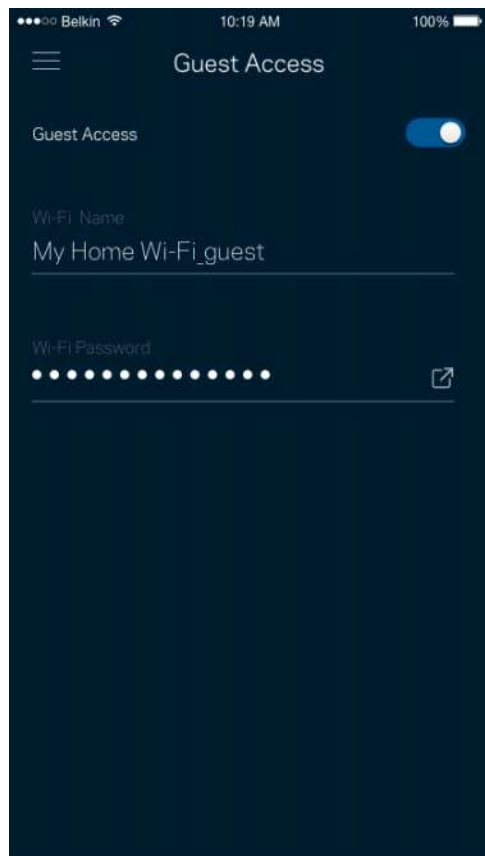 Belkin 10:19 AM 100%
Guest Access
Guest Access
Wi-Fi Name
My Home Wi-Fi_guest
Wi-Fi Password
••••••••••••••